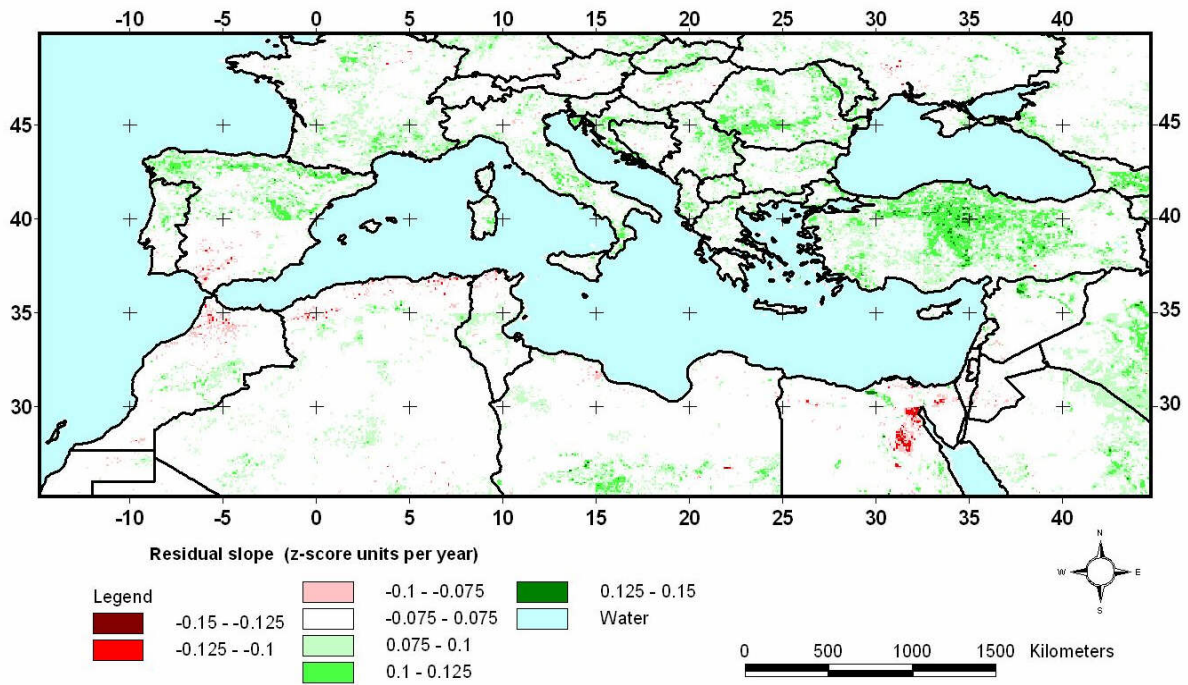 -10 -5 0 5 10 15 20 25 30 35 40
45 45
40 40
35 35
30 30
-10 -5 0 5 10 15 20 25 30 35 40
Residual slope (z-score units per year)
Legend
-0.15 - -0.125
-0.125 - -0.1
-0.1 - -0.075
-0.075 - 0.075
0.075 - 0.1
0.1 - 0.125
0.125 - 0.15
Water
N
W E
S
0 500 1000 1500 Kilometers